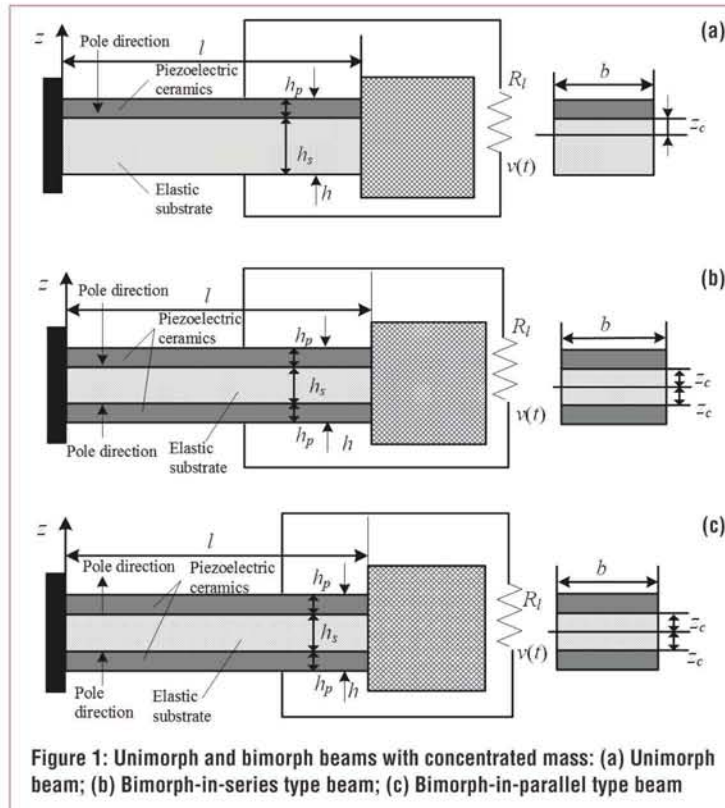 (a)
z
Pole direction
l
Piezoelectric
ceramics
h_p
R_l
b
z_c
h_s
v(t)
Elastic
substrate
h
(b)
z
Pole direction
l
Piezoelectric
ceramics
h_p
R_l
b
z_c
h_s
z_c
v(t)
h_p
h
Pole direction
Elastic
substrate
(c)
z
l
Pole direction
Piezoelectric
ceramics
h_p
R_l
b
z_c
h_s
v(t)
z_c
h_p
h
Pole
direction
Elastic
substrate
Figure 1: Unimorph and bimorph beams with concentrated mass: (a) Unimorph
beam; (b) Bimorph-in-series type beam; (c) Bimorph-in-parallel type beam